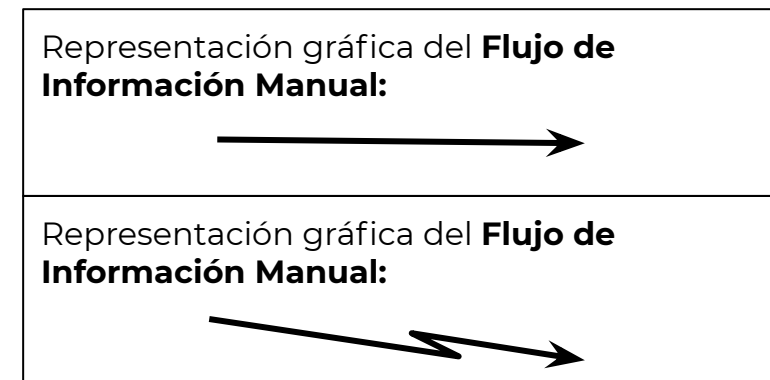 Representación gráfica del Flujo de
Información Manual:
Representación gráfica del Flujo de
Información Manual: